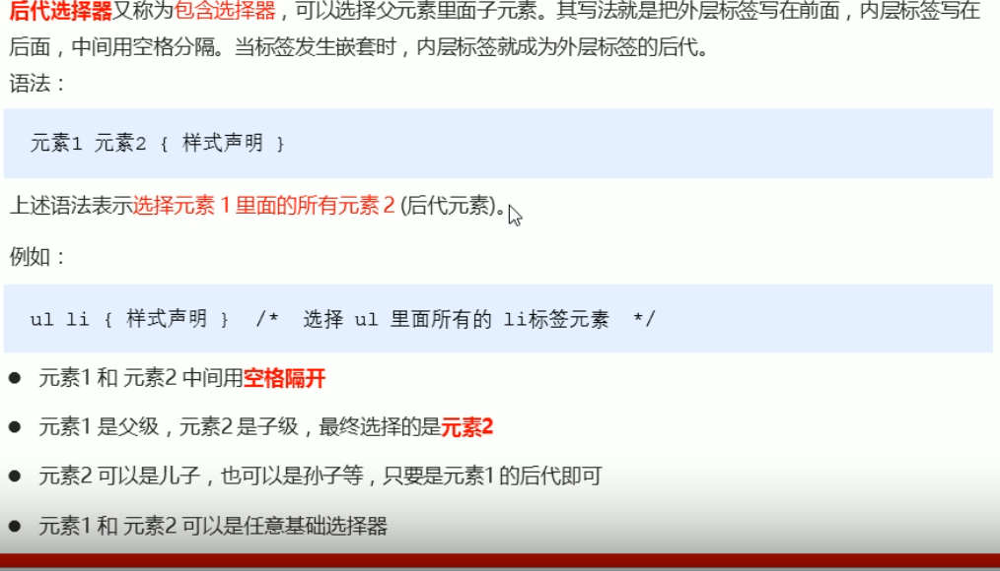 后代选择器又称为包含选择器，可以选择父元素里面子元素。其写法就是把外层标签写在前面，内层标签写在
后面，中间用空格分隔。当标签发生嵌套时，内层标签就成为外层标签的后代。
语法：
元素1 元素2 { 样式声明 }
上述语法表示选择元素 1 里面的所有元素 2 (后代元素)。
例如：
ul li { 样式声明 } /* 选择 ul 里面所有的 li标签元素 */
● 元素1 和 元素2 中间用空格隔开
● 元素1 是父级，元素2 是子级，最终选择的是元素2
● 元素2 可以是儿子，也可以是孙子等，只要是元素1 的后代即可
● 元素1 和 元素2 可以是任意基础选择器